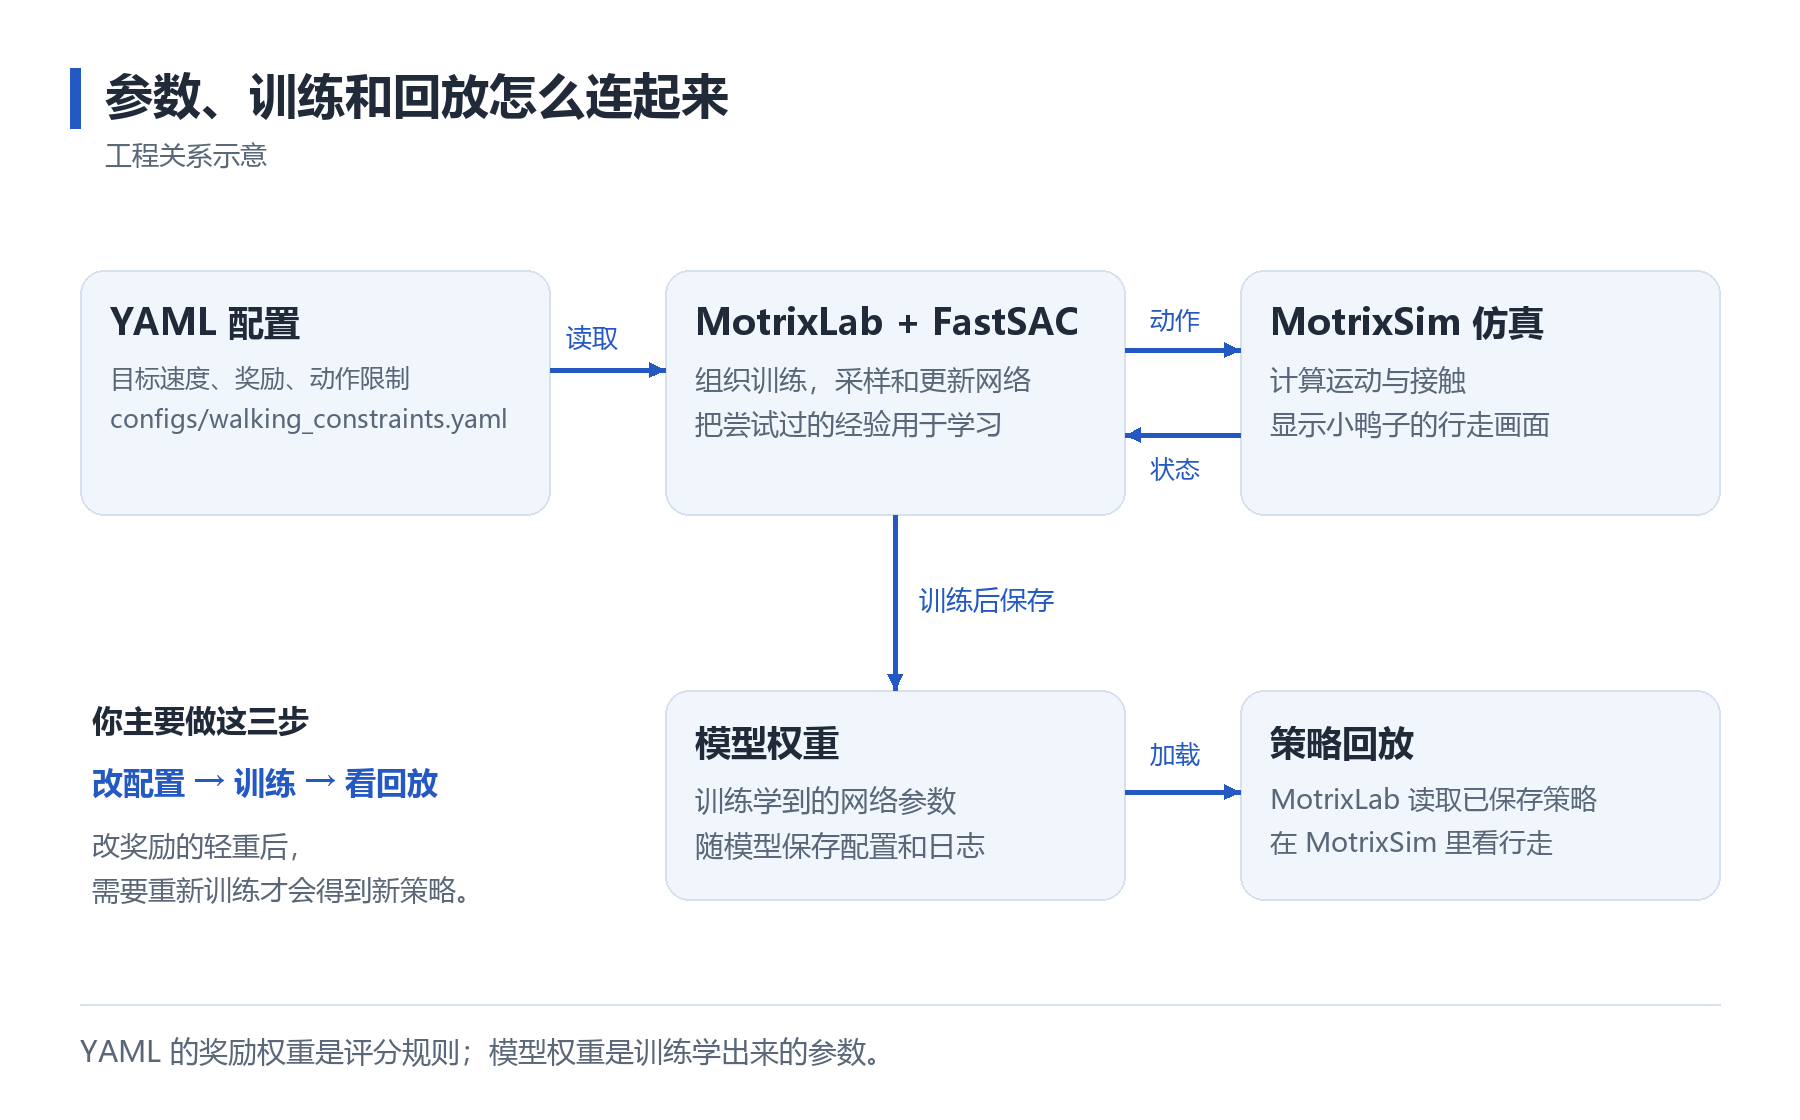 参数、训练和回放怎么连起来
工程关系示意
YAML 配置
目标速度、奖励、动作限制
configs/walking_constraints.yaml
读取
MotrixLab + FastSAC
组织训练，采样和更新网络
把尝试过的经验用于学习
动作
状态
MotrixSim 仿真
计算运动与接触
显示小鸭子的行走画面
训练后保存
你主要做这三步
改配置 → 训练 → 看回放
改奖励的轻重后，
需要重新训练才会得到新策略。
模型权重
训练学到的网络参数
随模型保存配置和日志
加载
策略回放
MotrixLab 读取已保存策略
在 MotrixSim 里看行走
YAML 的奖励权重是评分规则；模型权重是训练学出来的参数。